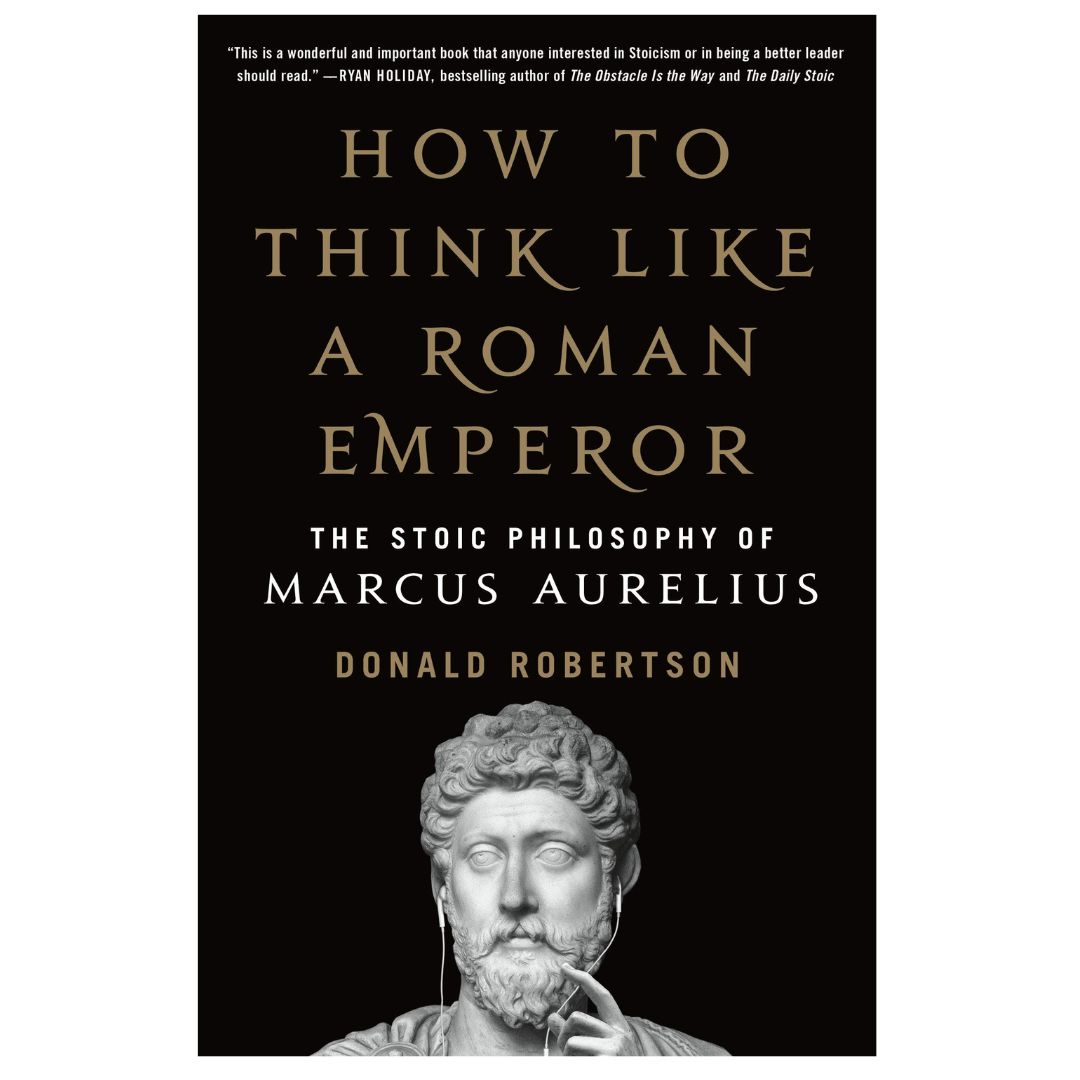 “This is a wonderful and important book that anyone interested in Stoicism or in being a better leader
should read.” —RYAN HOLIDAY, bestselling author of The Obstacle Is the Way and The Daily Stoic
HOW TO
THINK LIKE
A ROMAN
EMPEROR
THE STOIC PHILOSOPHY OF
MARCUS AURELIUS
DONALD ROBERTSON